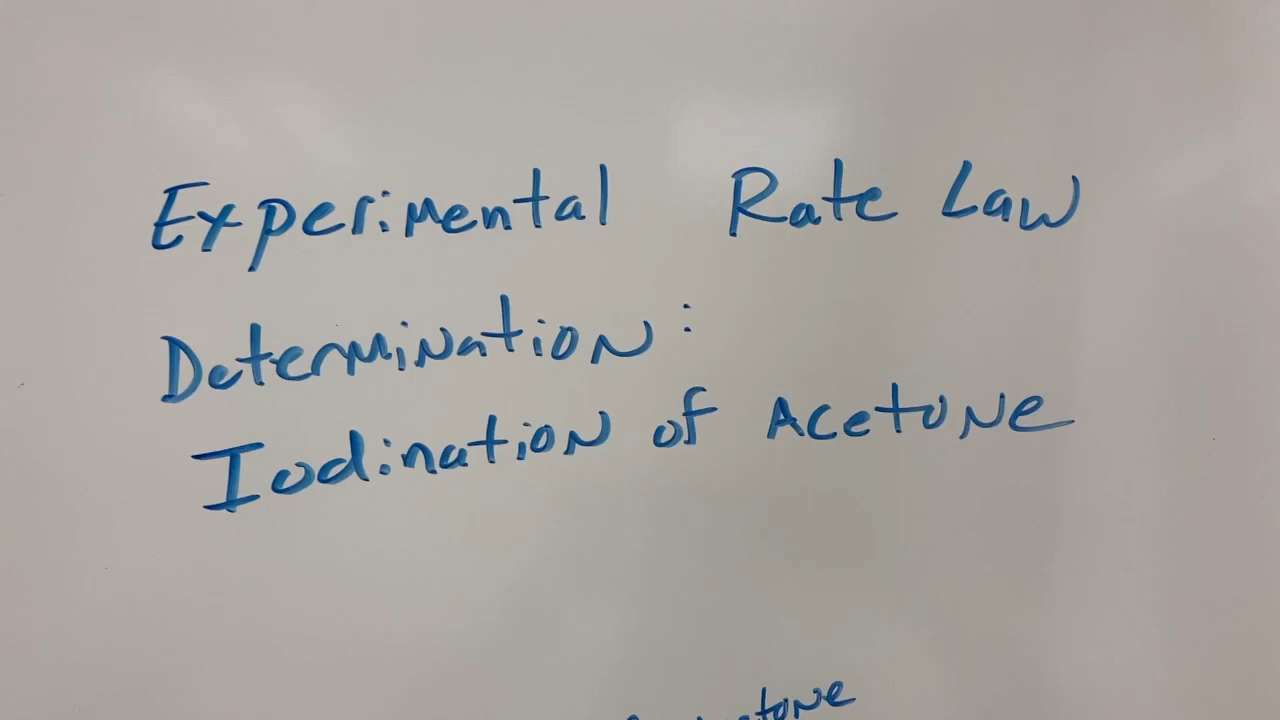 Experimental Rate Law
Determination:
Iodination of Acetone